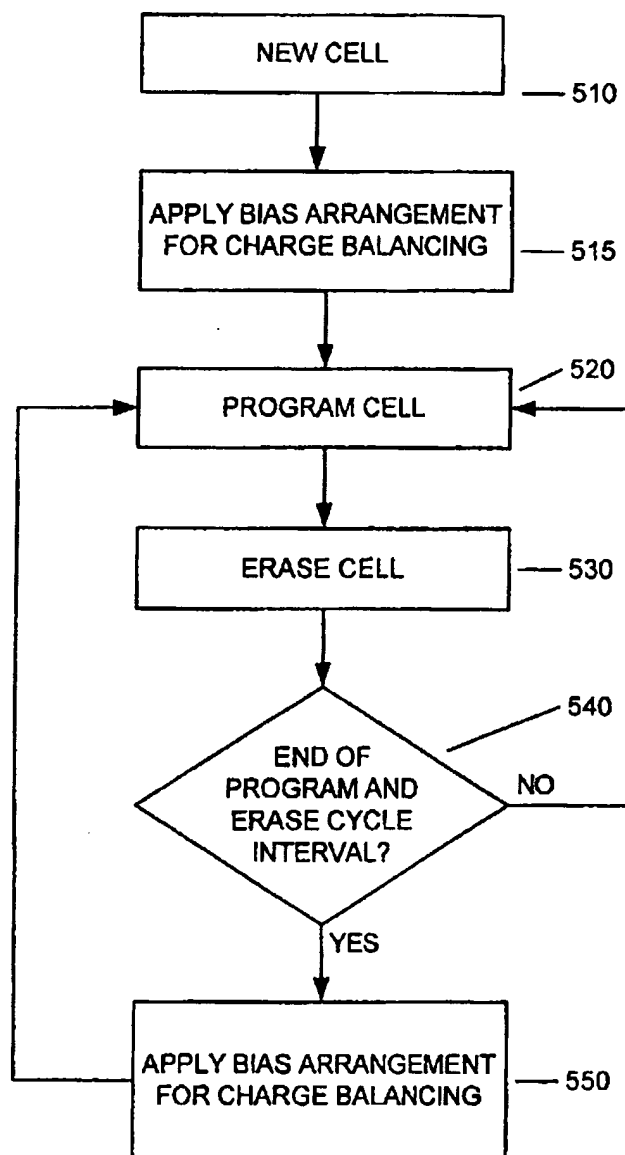 NEW CELL
510
APPLY BIAS ARRANGEMENT
FOR CHARGE BALANCING
515
520
PROGRAM CELL
ERASE CELL
530
540
END OF
PROGRAM AND
ERASE CYCLE
INTERVAL?
NO
YES
APPLY BIAS ARRANGEMENT
FOR CHARGE BALANCING
550